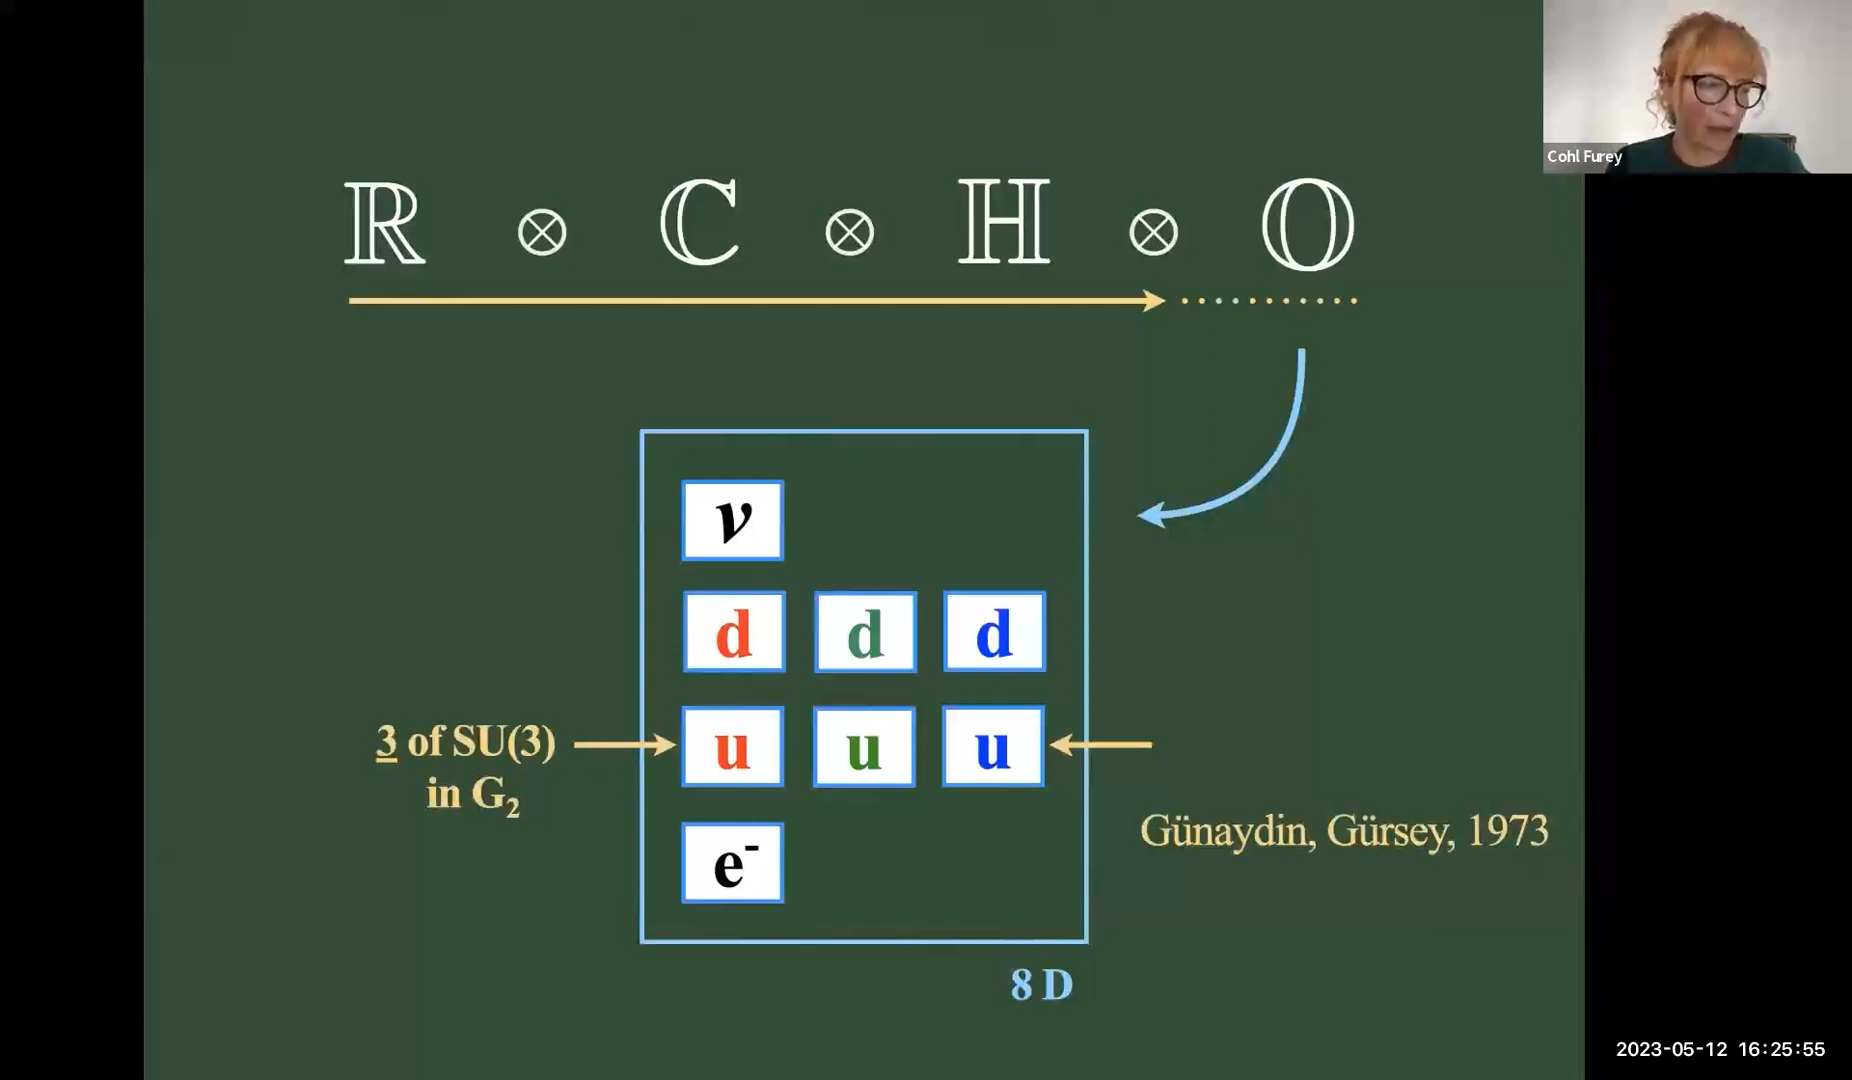 Cohl Furey
ℝ ⊗ ℂ ⊗ ℍ ⊗ 𝕆
ν
d d d
3 of SU(3)
in G₂
u u u
Günaydin, Gürsey, 1973
e⁻
8 D
2023-05-12 16:25:55